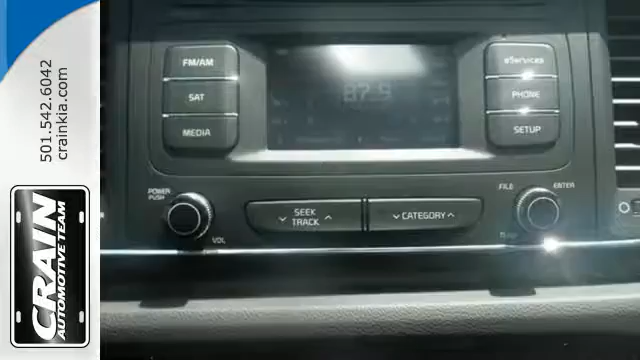 501.542.6042
crainkia.com
CRAIN
AUTOMOTIVE TEAM
FM/AM
SAT
MEDIA
87.9
eServices
PHONE
SETUP
POWER
PUSH
VOL
SEEK
TRACK
CATEGORY
FILE
ENTER